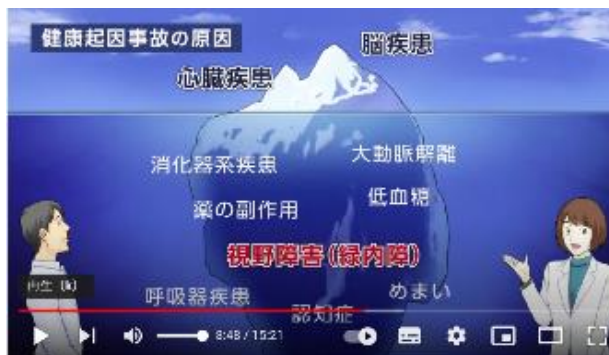 健康起因事故の原因
脳疾患
心臓疾患
消化器系疾患
大動脈解離
薬の副作用
低血糖
視野障害(緑内障)
再生 (k)
呼吸器疾患
めまい
認知症
8:48 / 15:21